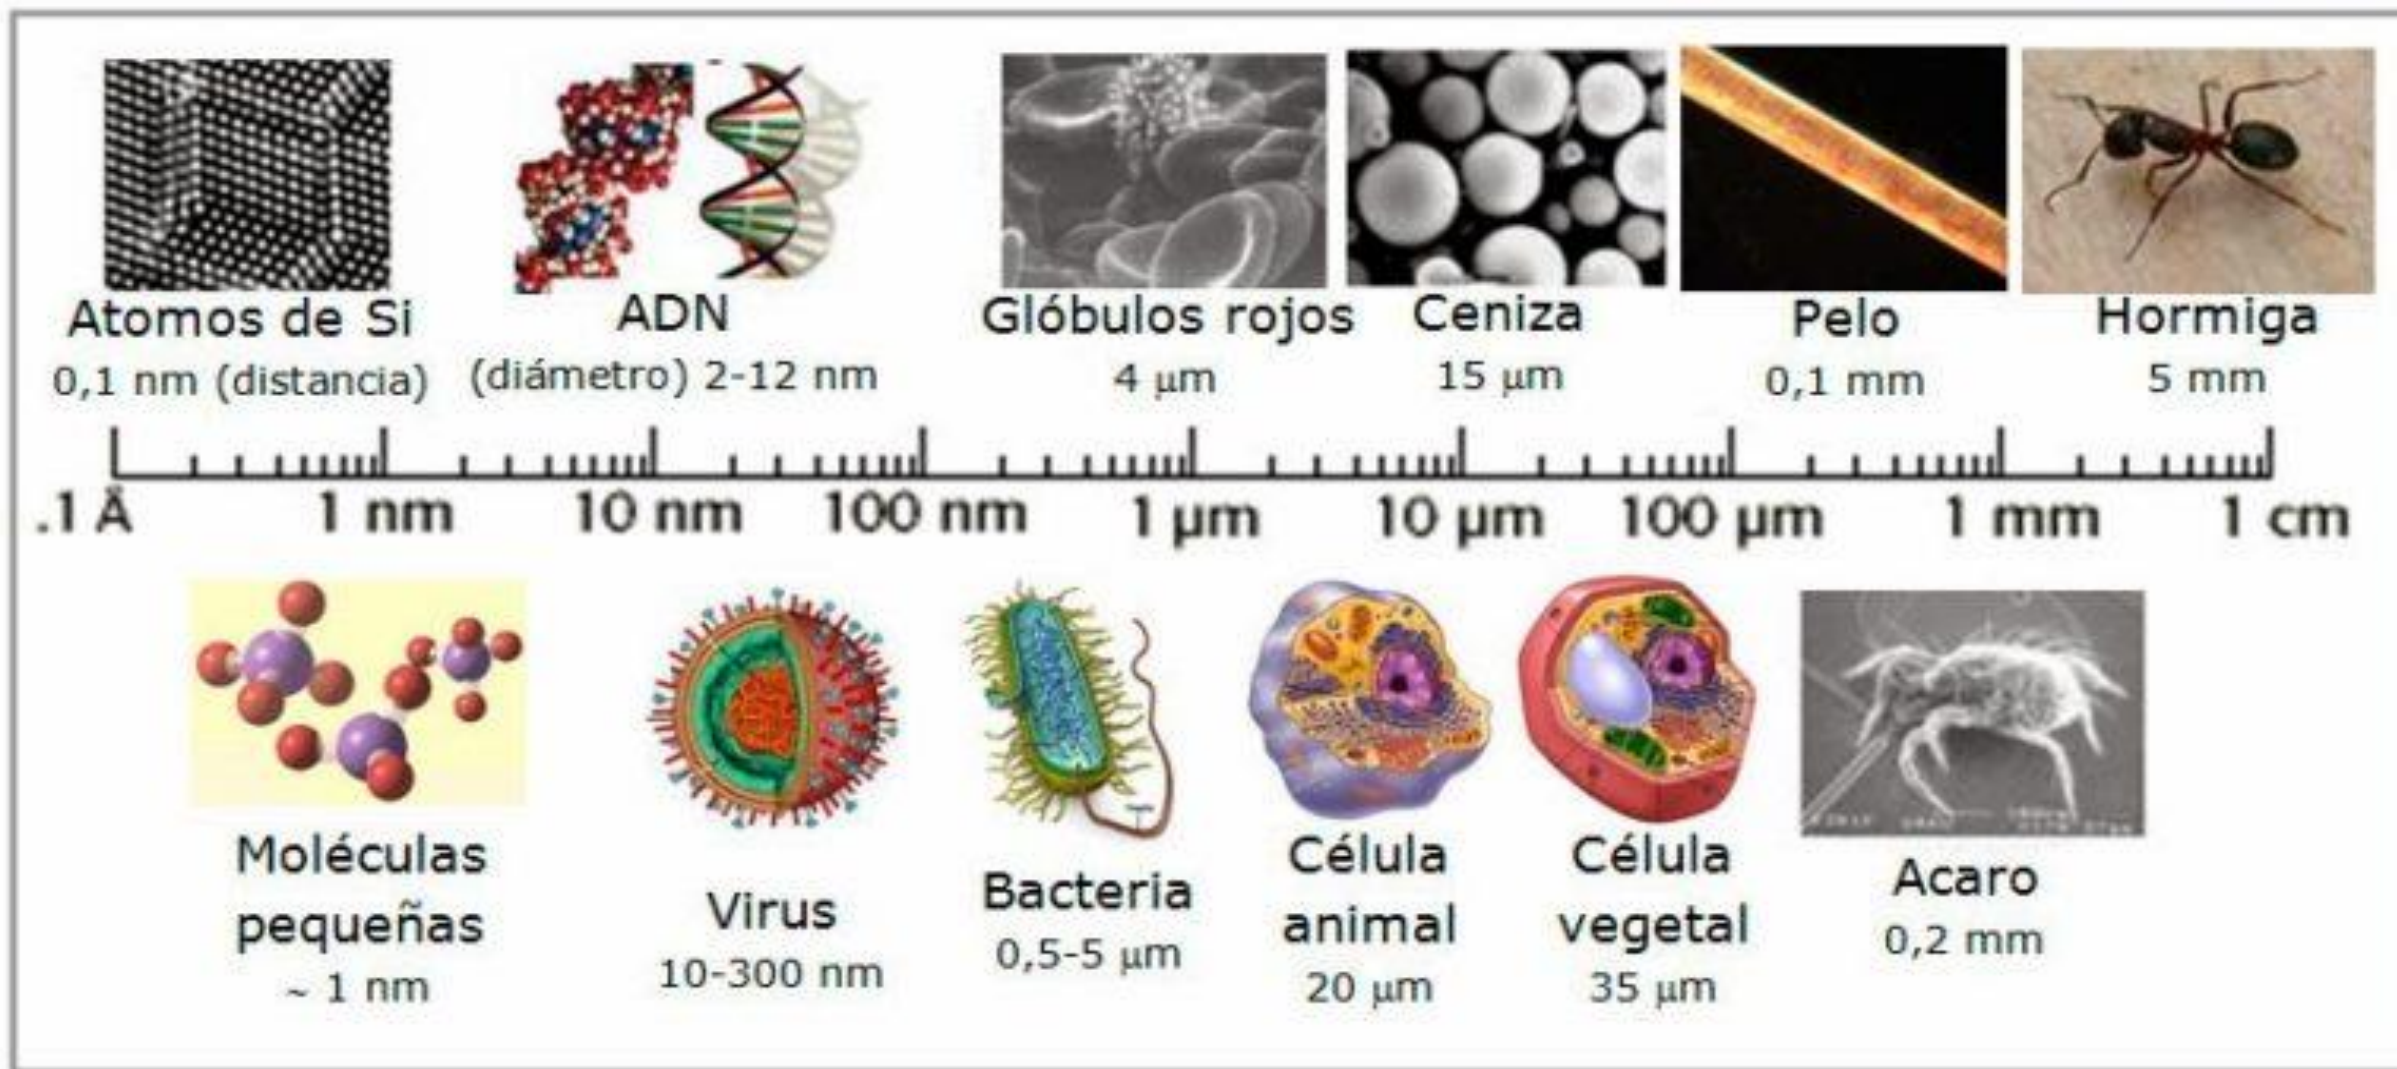 Atomos de Si
0,1 nm (distancia)
ADN
(diámetro) 2-12 nm
Glóbulos rojos
4 μm
Ceniza
15 μm
Pelo
0,1 mm
Hormiga
5 mm
.1 Å 1 nm 10 nm 100 nm 1 μm 10 μm 100 μm 1 mm 1 cm
Moléculas
pequeñas
~ 1 nm
Virus
10-300 nm
Bacteria
0,5-5 μm
Célula
animal
20 μm
Célula
vegetal
35 μm
Acaro
0,2 mm